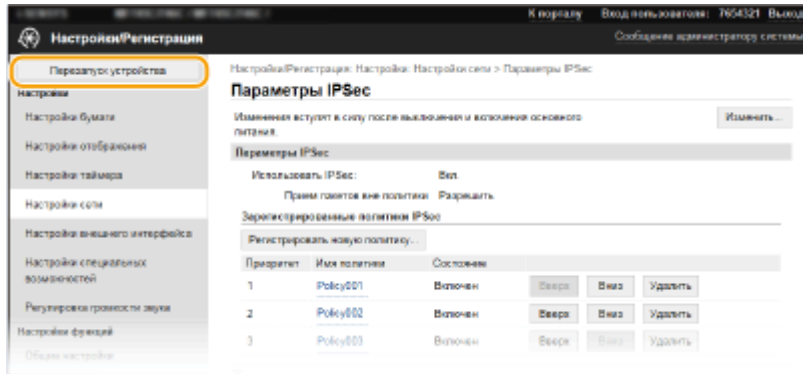 К порталу Вход пользователя: 7654321 Выход
Настройки/Регистрация
Сообщение администратору системы
Перезапуск устройства
Настройки/Регистрация: Настройки: Настройки сети > Параметры IPSec
Настройки
Параметры IPSec
Настройки бумаги
Изменения вступят в силу после выключения и включения основного
питания.
Изменить...
Настройки отображения
Параметры IPSec
Настройки таймера
Использовать IPSec: Вкл.
Прием пакетов вне политики Разрешить.
Настройки сети
Зарегистрированные политики IPSec
Настройки внешнего интерфейса
Регистрировать новую политику...
Настройки специальных
возможностей
Приоритет Имя политики Состояние
1 Policy001 Включен Вверх Вниз Удалить
Регулировка громкости звука
2 Policy002 Включен Вверх Вниз Удалить
Настройки функций
3 Policy003 Включен Вверх Вниз Удалить
Общие настройки